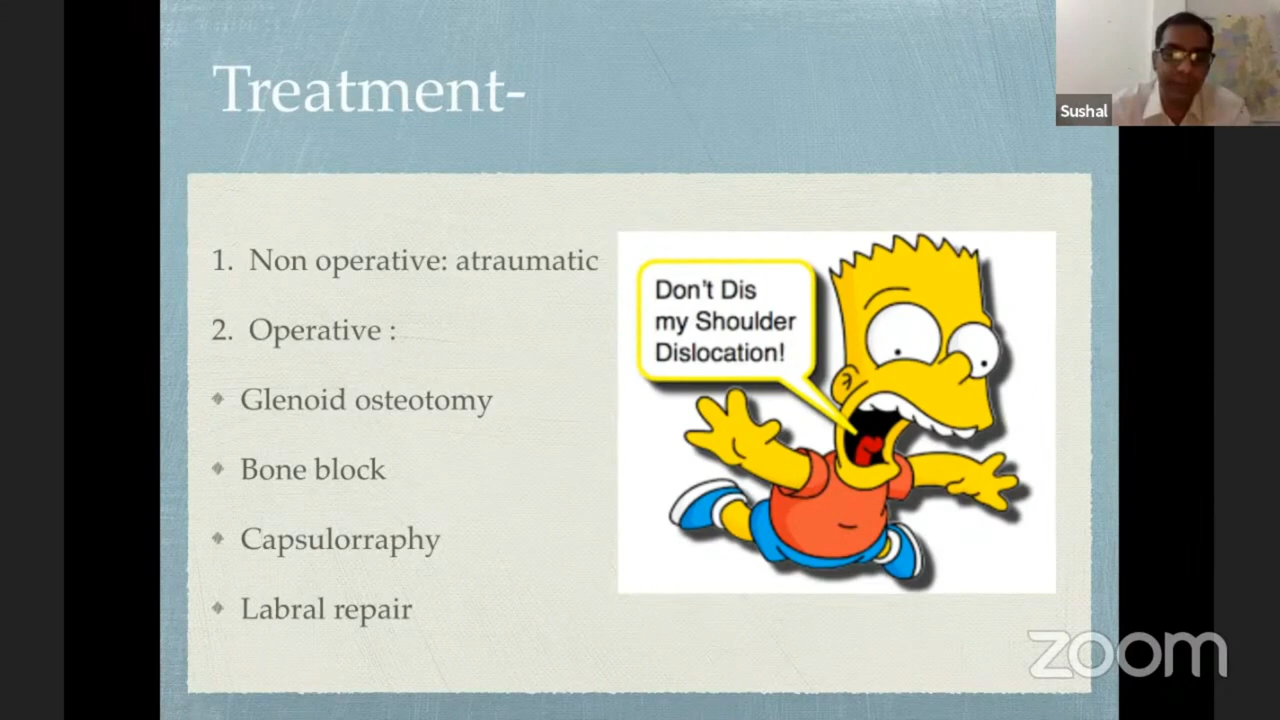 Treatment-
Sushal
1. Non operative: atraumatic
2. Operative :
Glenoid osteotomy
Bone block
Capsulorraphy
Labral repair
Don't Dis
my Shoulder
Dislocation!
zoom